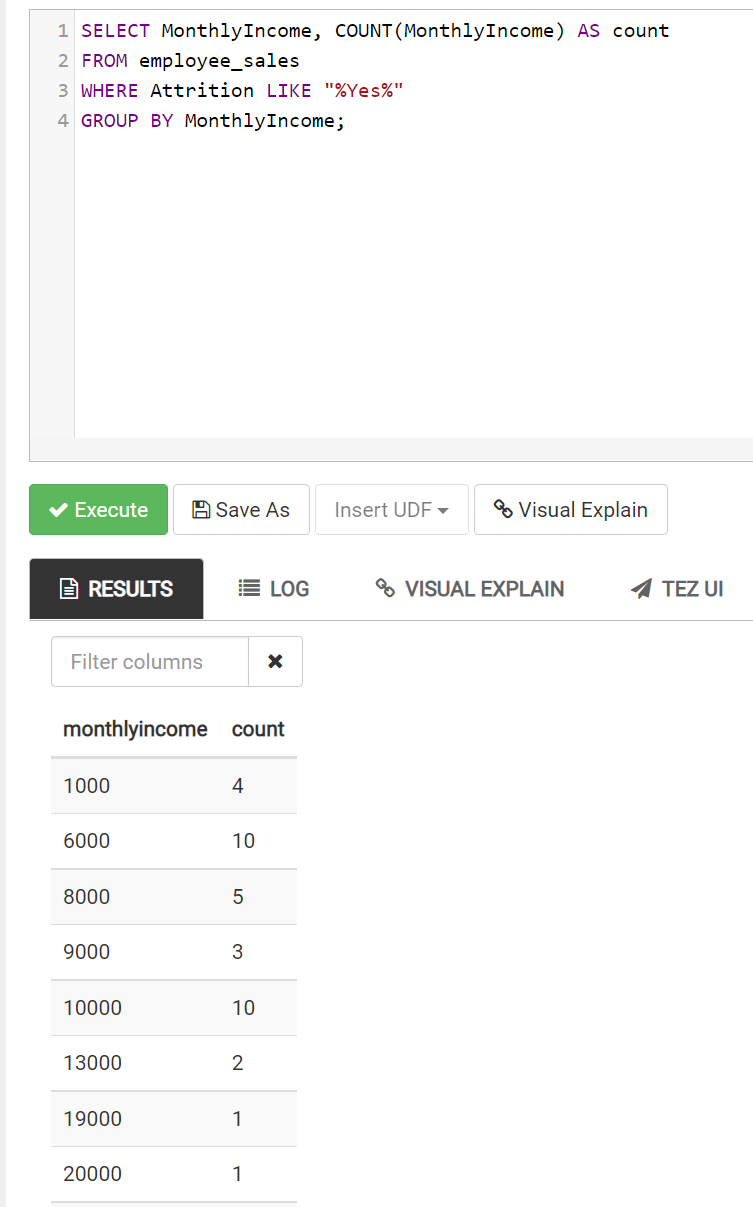 1 SELECT MonthlyIncome, COUNT(MonthlyIncome) AS count
2 FROM employee_sales
3 WHERE Attrition LIKE "%Yes%"
4 GROUP BY MonthlyIncome;
Execute Save As Insert UDF Visual Explain
RESULTS LOG VISUAL EXPLAIN TEZ UI
Filter columns
monthlyincome count
1000 4
6000 10
8000 5
9000 3
10000 10
13000 2
19000 1
20000 1